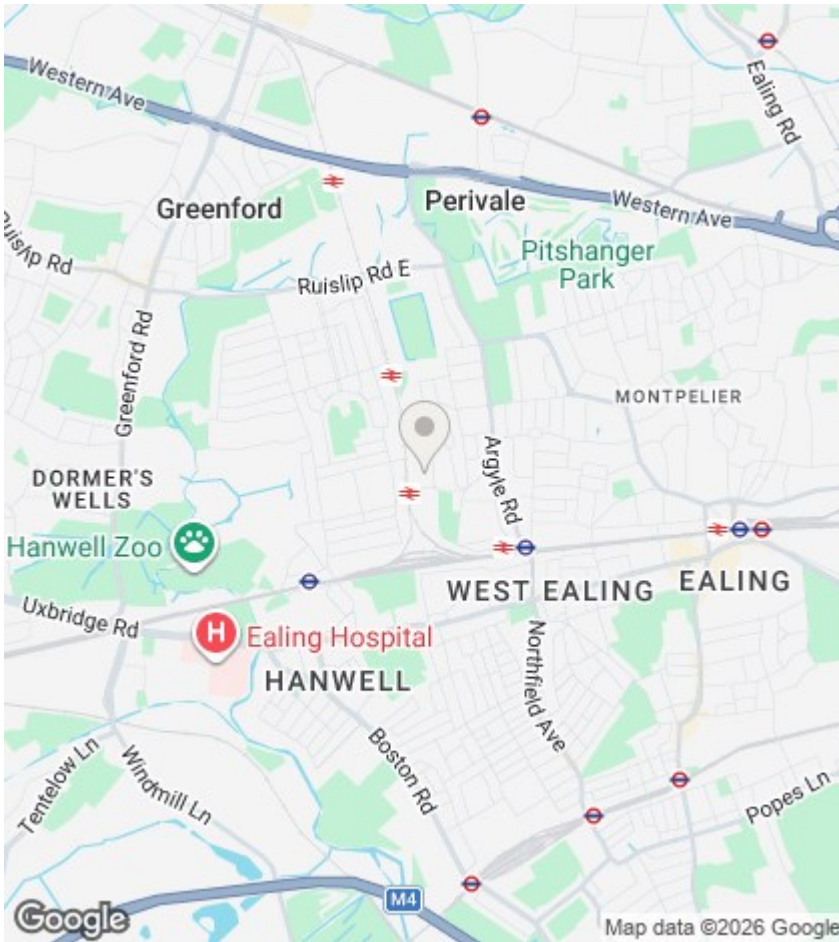 Western Ave
Ealing Rd
Greenford
Perivale
Western Ave
Ruislip Rd
Pitshanger
Park
Ruislip Rd E
Greenford Rd
MONTPELIER
Argyle Rd
DORMER'S
WELLS
Hanwell Zoo
WEST EALING
EALING
Uxbridge Rd
H
Ealing Hospital
HANWELL
Northfield Ave
Boston Rd
Tentelow Ln
Windmill Ln
Popes Ln
M4
Google
Map data ©2026 Google